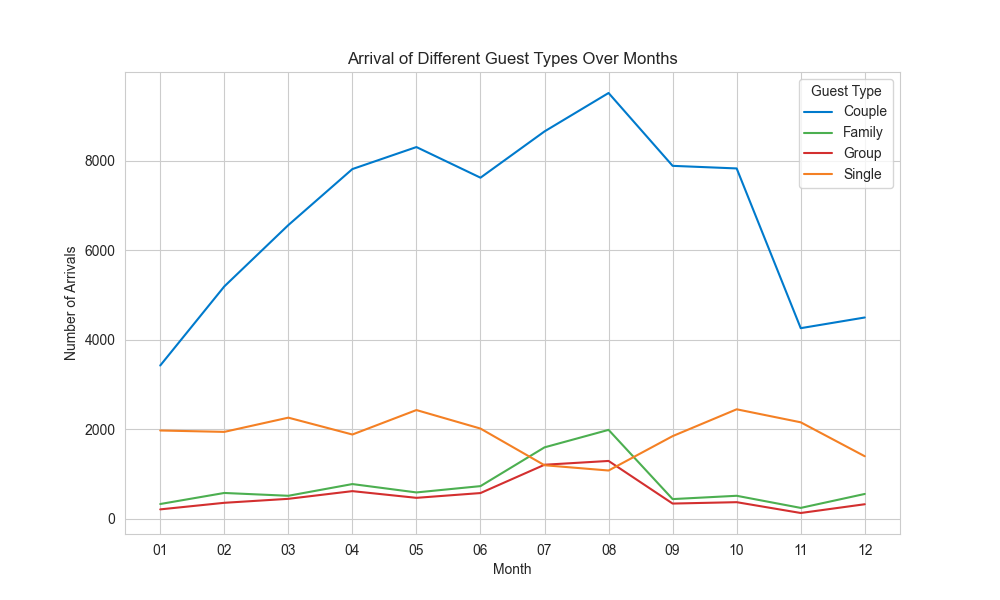 Arrival of Different Guest Types Over Months
Guest Type
Couple
Family
Group
Single
Number of Arrivals
8000
6000
4000
2000
0
01 02 03 04 05 06 07 08 09 10 11 12
Month